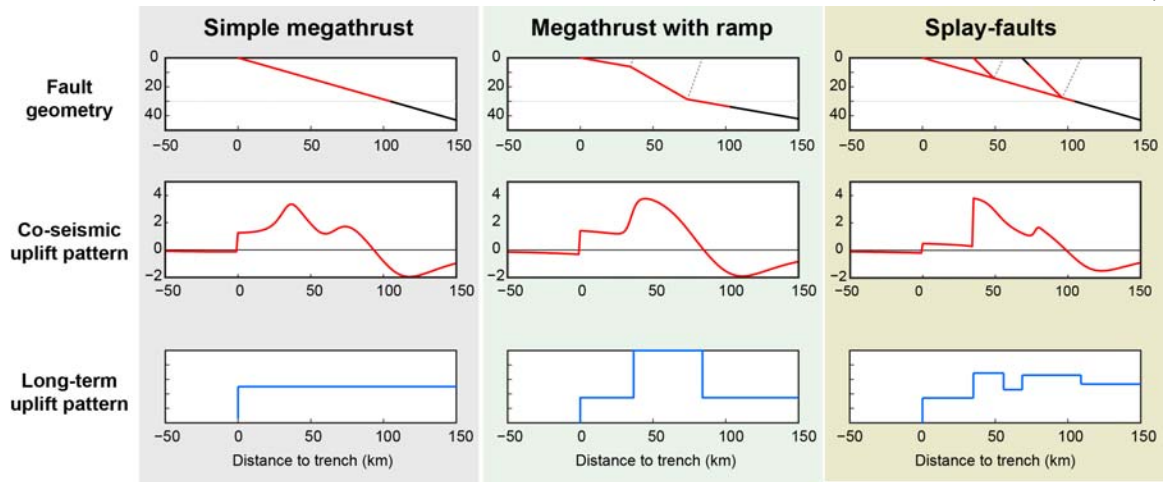 Simple megathrust
Megathrust with ramp
Splay-faults
Fault
geometry
0
20
40
−50 0 50 100 150
0
20
40
−50 0 50 100 150
0
20
40
−50 0 50 100 150
Co-seismic
uplift pattern
4
2
0
−2
−50 0 50 100 150
4
2
0
−2
−50 0 50 100 150
4
2
0
−2
−50 0 50 100 150
Long-term
uplift pattern
−50 0 50 100 150
Distance to trench (km)
−50 0 50 100 150
Distance to trench (km)
−50 0 50 100 150
Distance to trench (km)